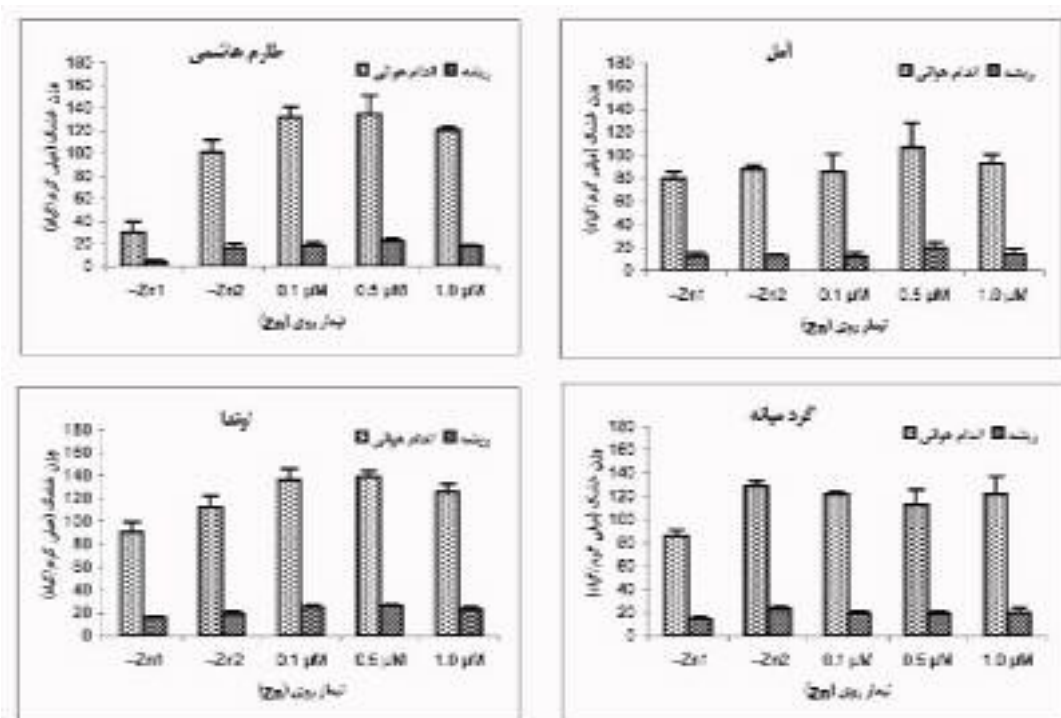 طارم هاشمی
اندام هوائی ریشه
وزن خشک (میلی گرم/گیاه)
180
160
140
120
100
80
60
40
20
0
–Zn1 –Zn2 0.1 µM 0.5 µM 1.0 µM
تیمار روی (Zn)
آمل
اندام هوائی ریشه
وزن خشک (میلی گرم/گیاه)
180
160
140
120
100
80
60
40
20
0
–Zn1 –Zn2 0.1 µM 0.5 µM 1.0 µM
تیمار روی (Zn)
اوندا
اندام هوائی ریشه
وزن خشک (میلی گرم/گیاه)
180
160
140
120
100
80
60
40
20
0
–Zn1 –Zn2 0.1 µM 0.5 µM 1.0 µM
تیمار روی (Zn)
گرد میانه
اندام هوائی ریشه
وزن خشک (میلی گرم/گیاه)
180
160
140
120
100
80
60
40
20
0
–Zn1 –Zn2 0.1 µM 0.5 µM 1.0 µM
تیمار روی (Zn)